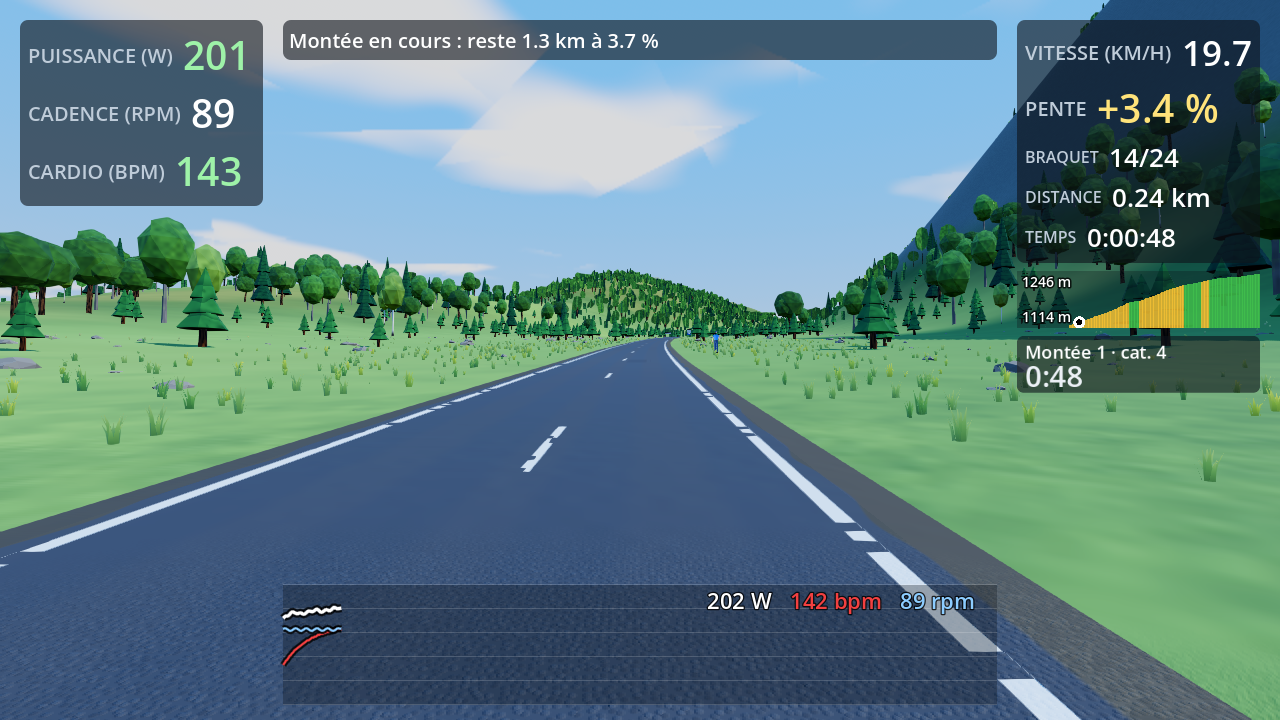 PUISSANCE (W) 201
CADENCE (RPM) 89
CARDIO (BPM) 143
Montée en cours : reste 1.3 km à 3.7 %
VITESSE (KM/H) 19.7
PENTE +3.4 %
BRAQUET 14/24
DISTANCE 0.24 km
TEMPS 0:00:48
1246 m
1114 m
Montée 1 · cat. 4
0:48
202 W 142 bpm 89 rpm